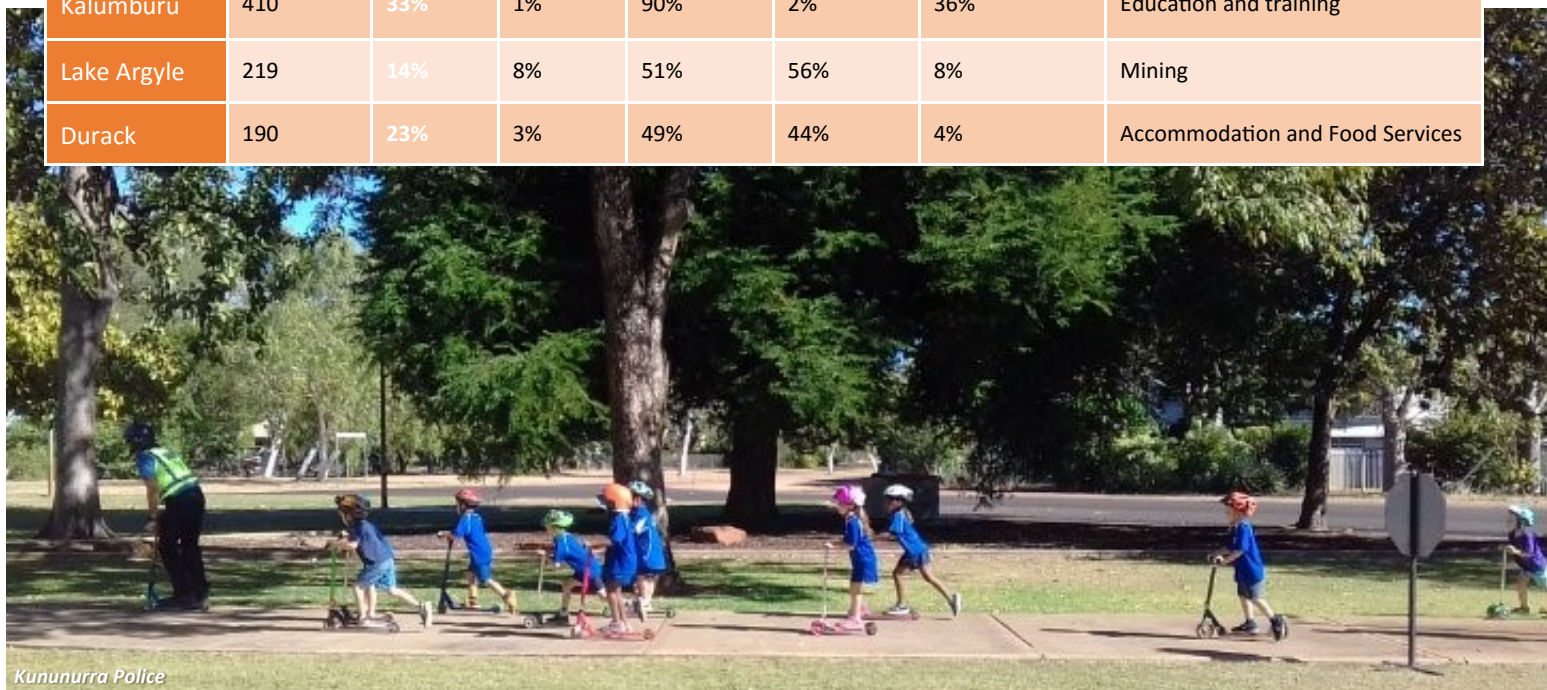 Kalumburu 410 33% 1% 90% 2% 36% Education and training
Lake Argyle 219 14% 8% 51% 56% 8% Mining
Durack 190 23% 3% 49% 44% 4% Accommodation and Food Services
Kununurra Police